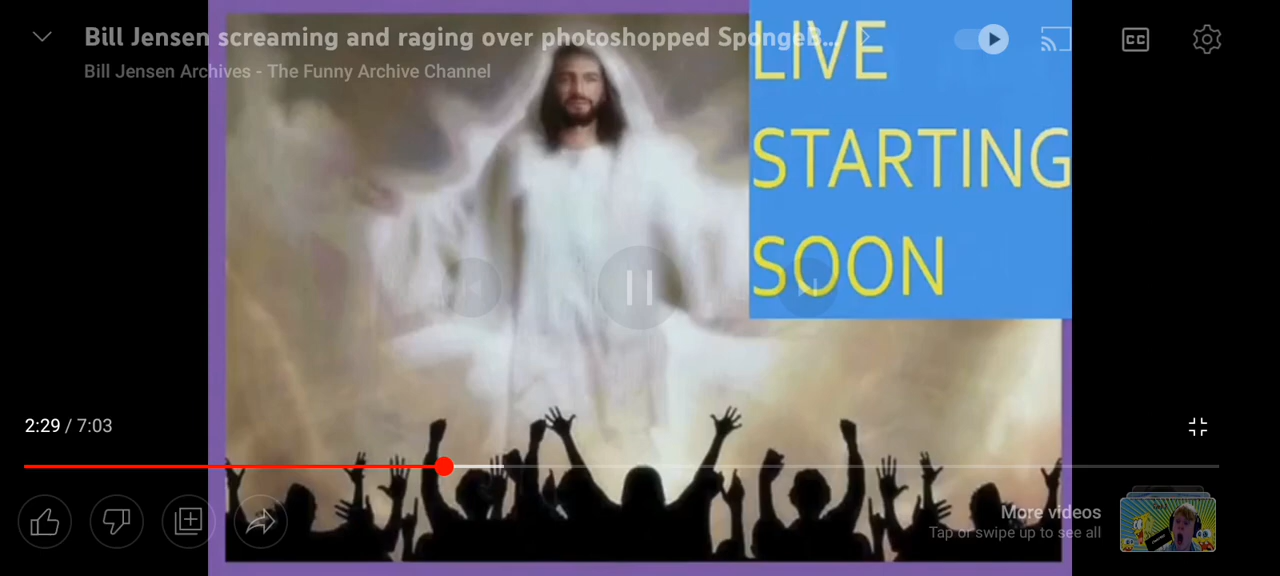 Bill Jensen screaming and raging over photoshopped SpongeB...
Bill Jensen Archives - The Funny Archive Channel
LIVE
STARTING
SOON
CC
2:29 / 7:03
More videos
Tap or swipe up to see all